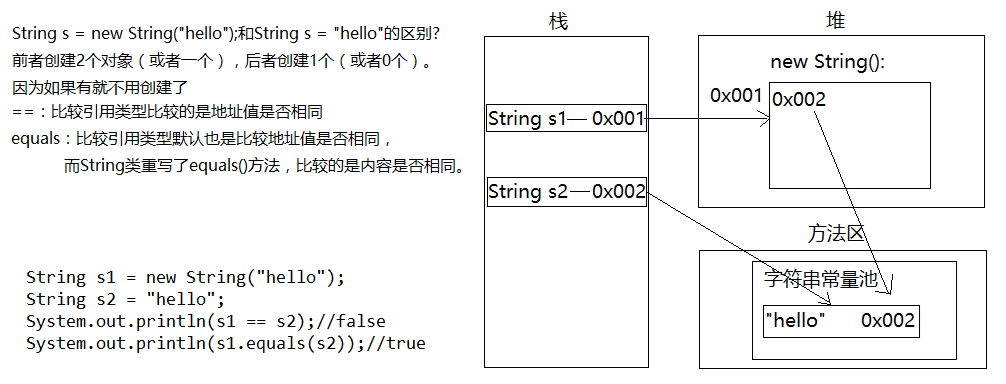 String s = new String("hello");和String s = "hello"的区别?
前者创建2个对象（或者一个），后者创建1个（或者0个）。
因为如果有就不用创建了
==：比较引用类型比较的是地址值是否相同
equals：比较引用类型默认也是比较地址值是否相同，
而String类重写了equals()方法，比较的是内容是否相同。
String s1 = new String("hello");
String s2 = "hello";
System.out.println(s1 == s2);//false
System.out.println(s1.equals(s2));//true
栈
String s1— 0x001
String s2—0x002
堆
new String():
0x001
0x002
方法区
字符串常量池
"hello" 0x002